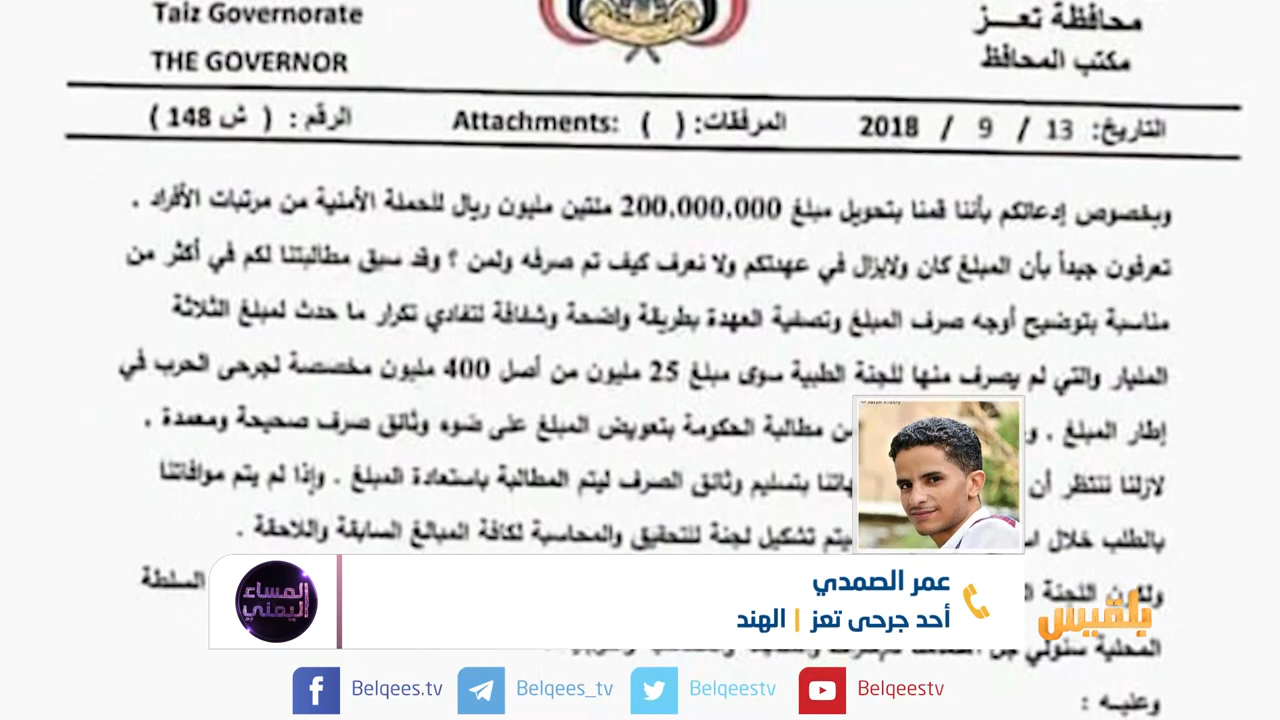 Taiz Governorate
محافظة تعـــز
THE GOVERNOR
مكتب المحافظ
التاريخ: 13 / 9 / 2018 المرفقات: ( ) :Attachments الرقم : ( ش 148 )
وبخصوص إدعائكم بأننا قمنا بتحويل مبلغ 200.000.000 مئتين مليون ريال للحملة الأمنية من مرتبات الأفراد .
تعرفون جيداً بأن المبلغ كان ولايزال في عهدتكم ولا نعرف كيف تم صرفه ولمن ؟ وقد سبق مطالبتنا لكم في أكثر من
مناسبة بتوضيح أوجه صرف المبلغ وتصفية العهدة بطريقة واضحة وشفافة لتفادي تكرار ما حدث لمبلغ الثلاثة
المليار والتي لم يصرف منها للجنة الطبية سوى مبلغ 25 مليون من أصل 400 مليون مخصصة لجرحى الحرب في
إطار المبلغ . من مطالبة الحكومة بتعويض المبلغ على ضوء وثائق صرف صحيحة ومعمدة .
لازلنا ننتظر أن بتسليم وثائق الصرف ليتم المطالبة باستعادة المبلغ . وإذا لم يتم موافاتنا
بالطلب خلال تشكيل لجنة للتحقيق والمحاسبة لكافة المبالغ السابقة واللاحقة .
اللجنة السلطة
المحلية ستولي جل
وعليه :
عمر الصمدي
أحد جرحى تعز | الهند
المساء اليمني
بلقيس
Belqees.tv Belqees_tv Belqeestv Belqeestv